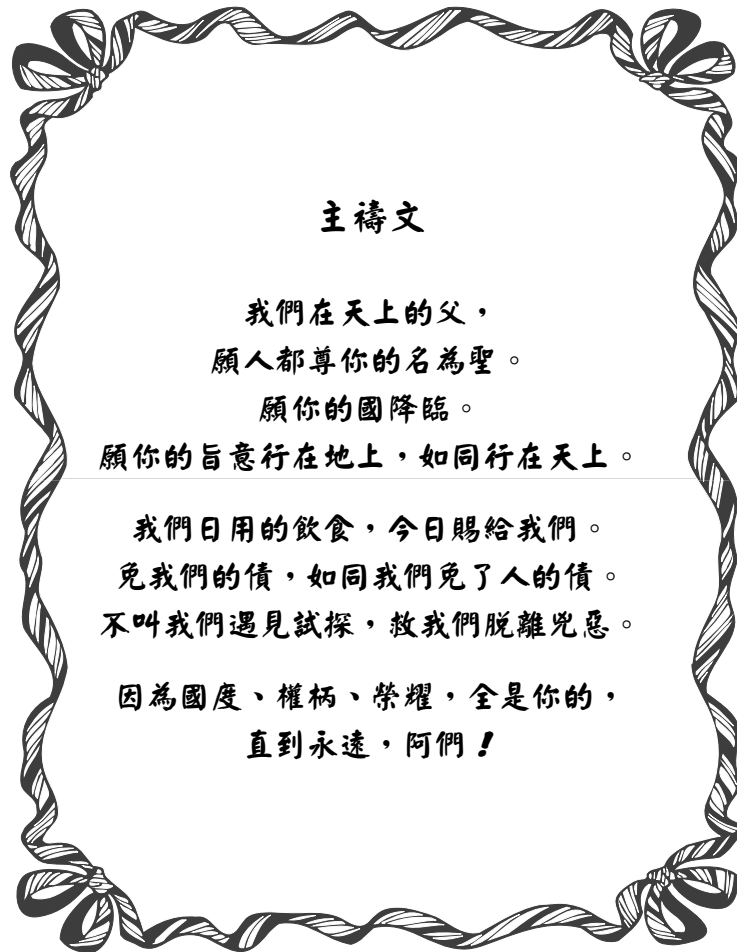 主禱文
我們在天上的父，
願人都尊你的名為聖。
願你的國降臨。
願你的旨意行在地上，如同行在天上。
我們日用的飲食，今日賜給我們。
免我們的債，如同我們免了人的債。
不叫我們遇見試探，救我們脫離兇惡。
因為國度、權柄、榮耀，全是你的，
直到永遠，阿們！